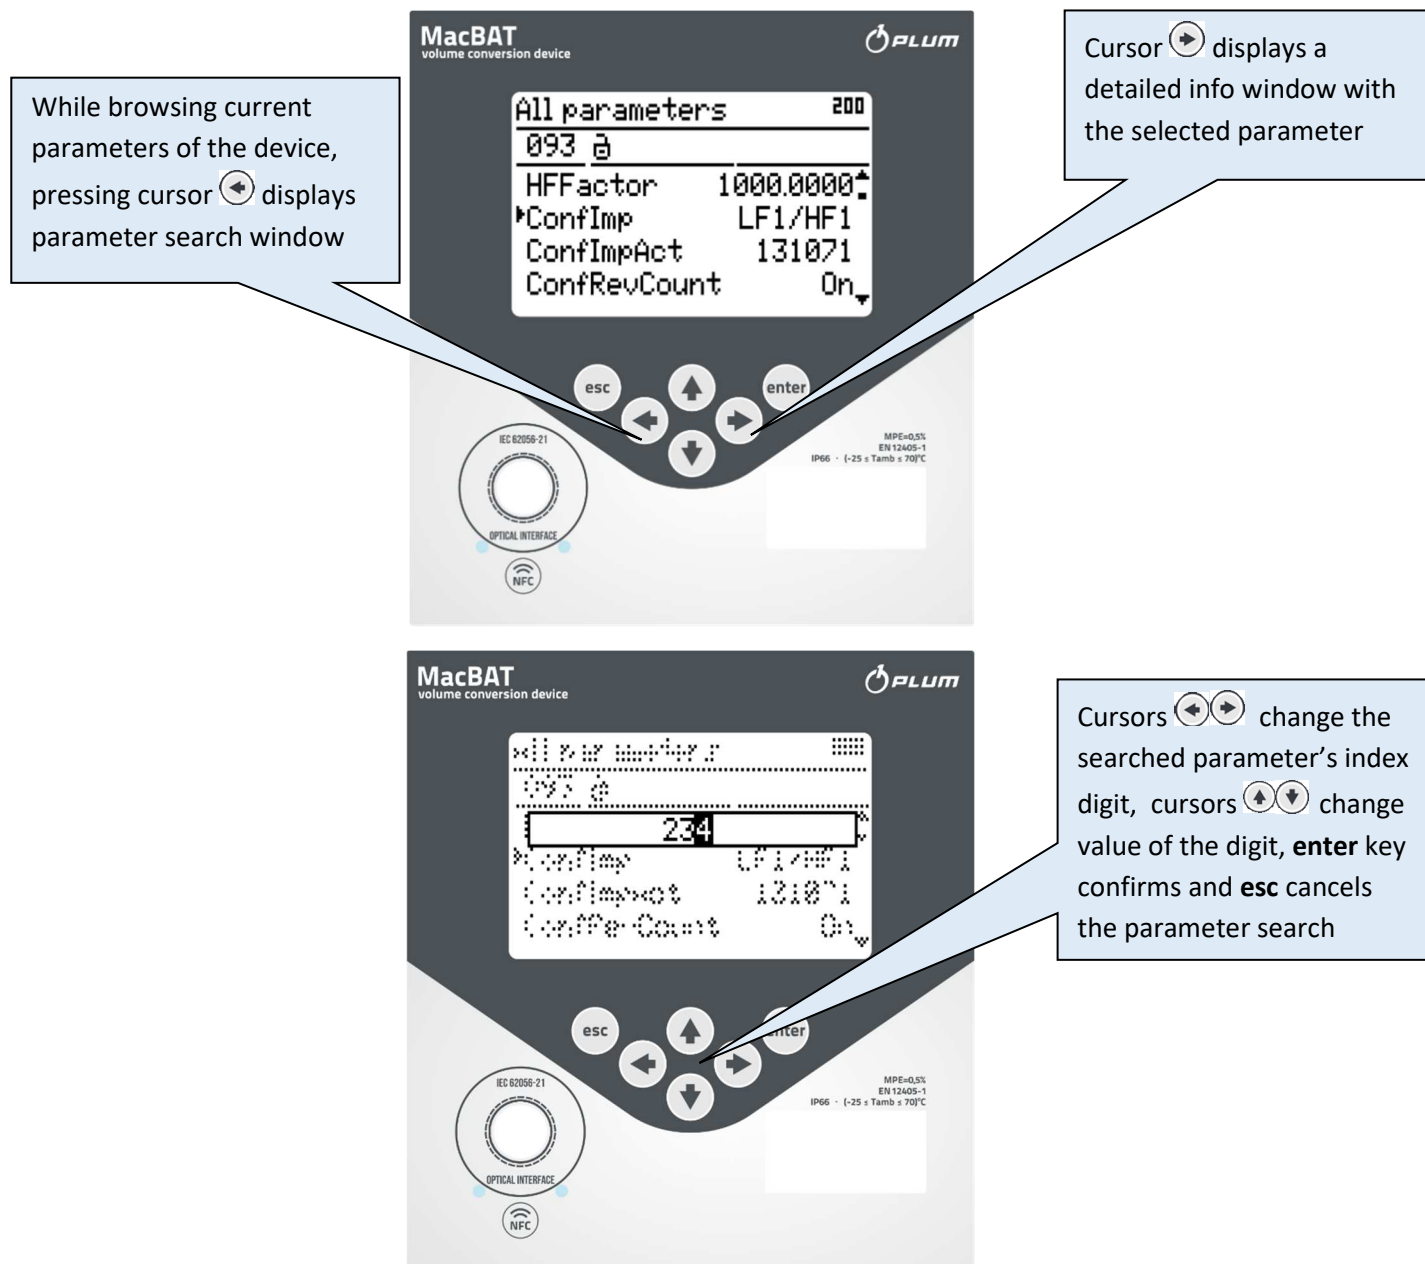 MacBAT
volume conversion device
PLUM
While browsing current
parameters of the device,
pressing cursor displays
parameter search window
Cursor displays a
detailed info window with
the selected parameter
All parameters 200
093
HFFactor 1000.0000
ConfImp LF1/HF1
ConfImpAct 131071
ConfRevCount On
esc
enter
IEC 62056-21
OPTICAL INTERFACE
NFC
MPE=0,5%
EN 12405-1
IP66 · (-25 ≤ Tamb ≤ 70)°C
MacBAT
volume conversion device
PLUM
234
ConfImp LF1/HF1
On
Cursors change the
searched parameter’s index
digit, cursors change
value of the digit, enter key
confirms and esc cancels
the parameter search
esc
enter
IEC 62056-21
OPTICAL INTERFACE
NFC
MPE=0,5%
EN 12405-1
IP66 · (-25 ≤ Tamb ≤ 70)°C